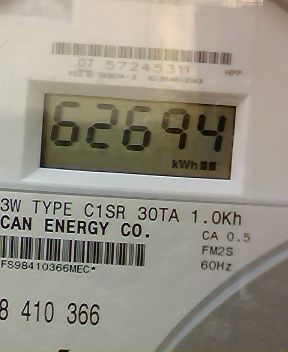 07 57245311 HPP
62694
kWh
3W TYPE C1SR 30TA 1.0Kh
CAN ENERGY CO.
CA 0.5
FM2S
FS98410366MEC*
60Hz
8 410 366